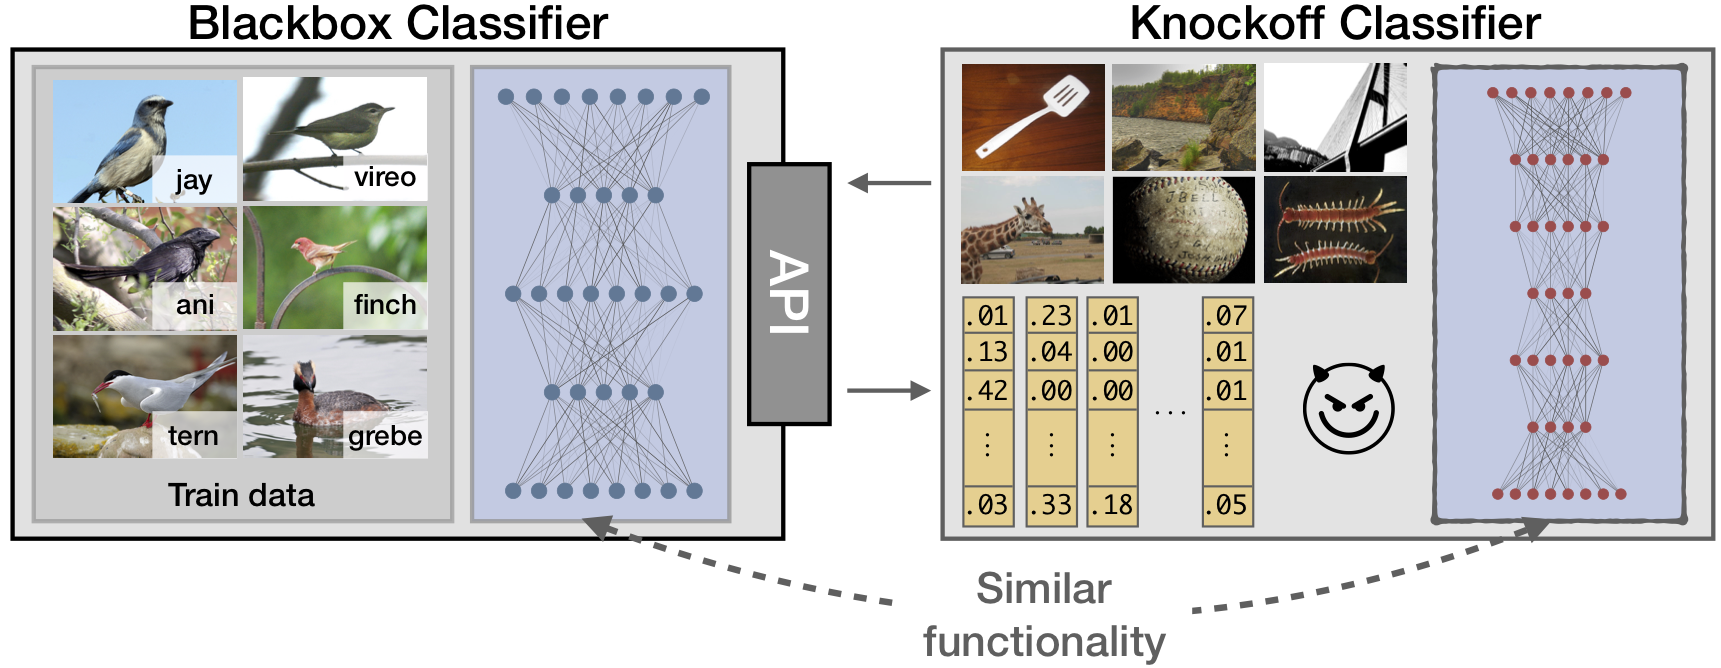 Blackbox Classifier
Knockoff Classifier
jay
vireo
ani
finch
tern
grebe
Train data
API
J BELL
.01 .23 .01 .07
.13 .04 .00 .01
.42 .00 .00 ... .01
⋮ ⋮ ⋮ ⋮
.03 .33 .18 .05
Similar
functionality